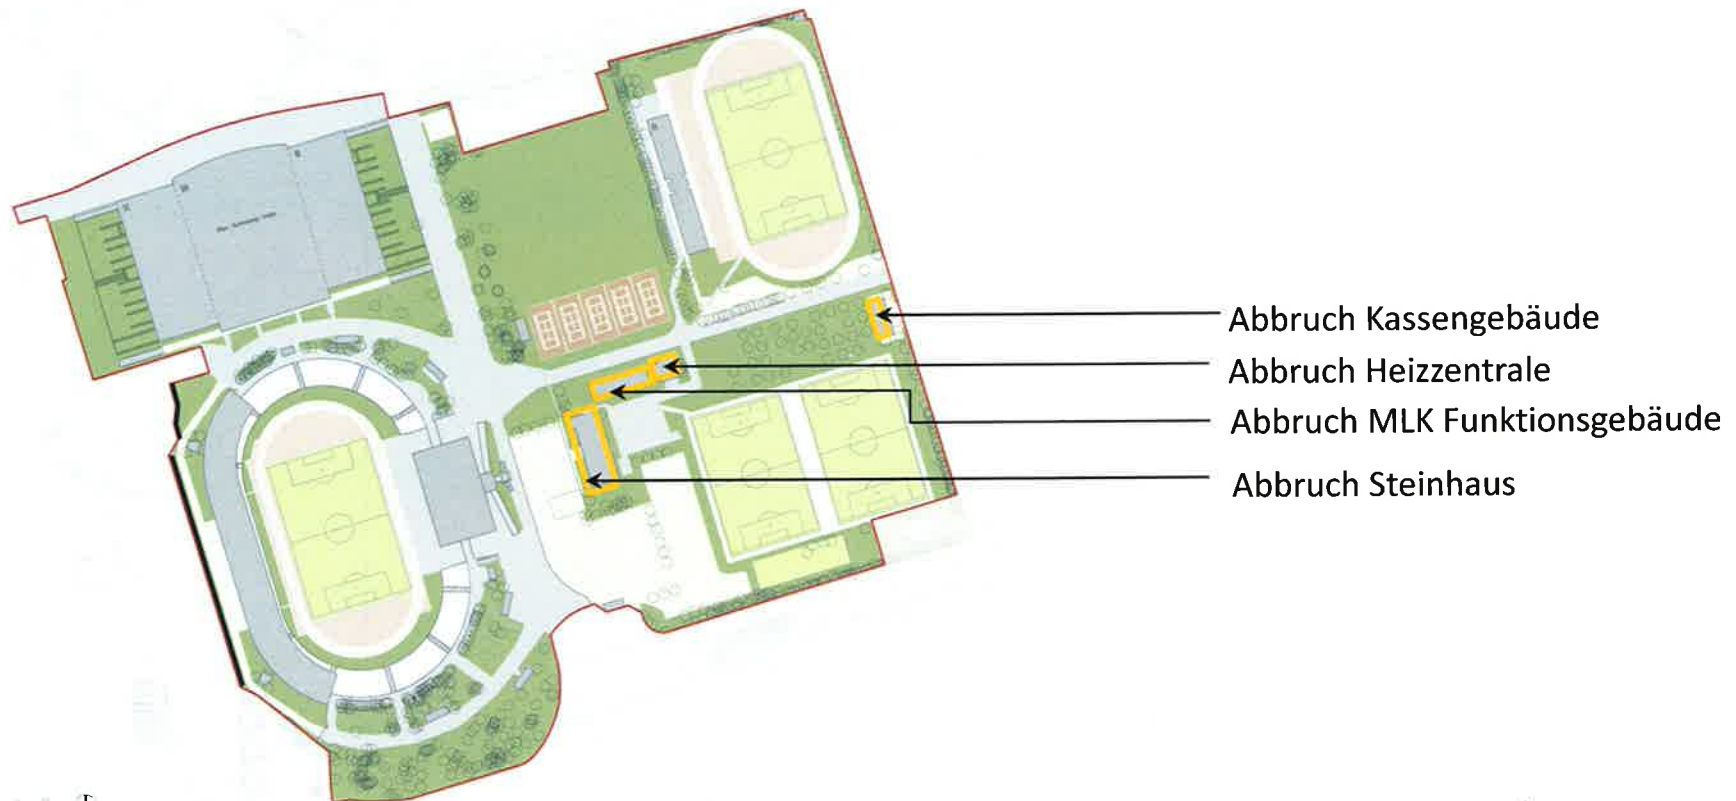 Abbruch Kassengebäude
Abbruch Heizzentrale
Abbruch MLK Funktionsgebäude
Abbruch Steinhaus